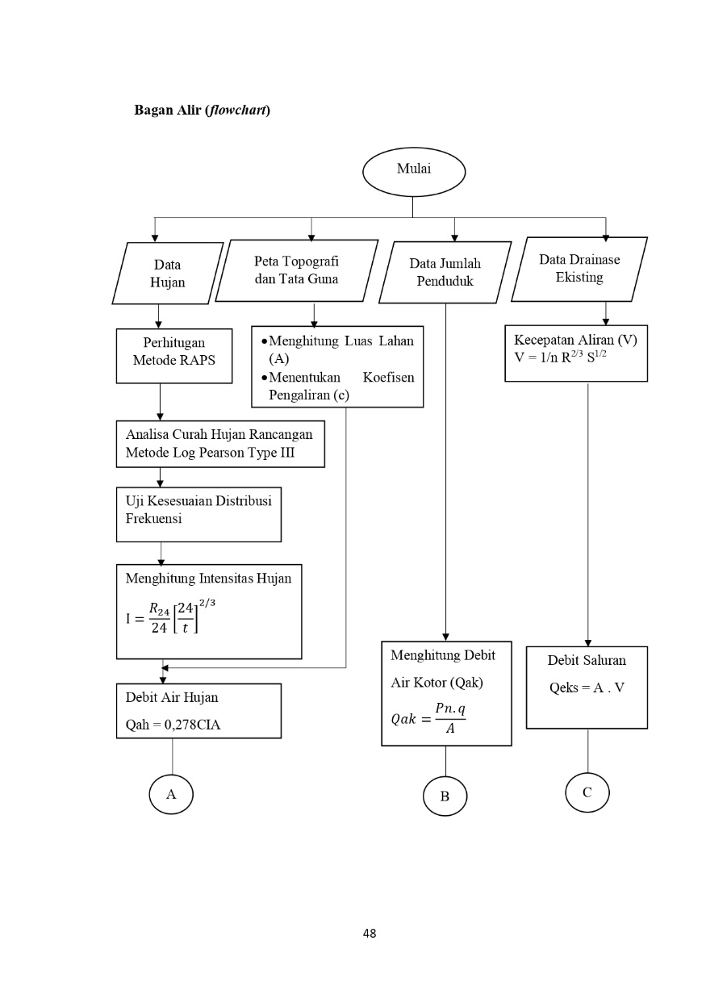 Bagan Alir (flowchart)
Mulai
Data
Hujan
Peta Topografi
dan Tata Guna
Data Jumlah
Penduduk
Data Drainase
Ekisting
Perhitugan
Metode RAPS
•Menghitung Luas Lahan
(A)
•Menentukan Koefisen
Pengaliran (c)
Kecepatan Aliran (V)
V = 1/n R^2/3 S^1/2
Analisa Curah Hujan Rancangan
Metode Log Pearson Type III
Uji Kesesuaian Distribusi
Frekuensi
Menghitung Intensitas Hujan
I = R₂₄/24 [24/t]^2/3
Debit Air Hujan
Qah = 0,278CIA
Menghitung Debit
Air Kotor (Qak)
Qak = Pn.q/A
Debit Saluran
Qeks = A . V
A
B
C
48